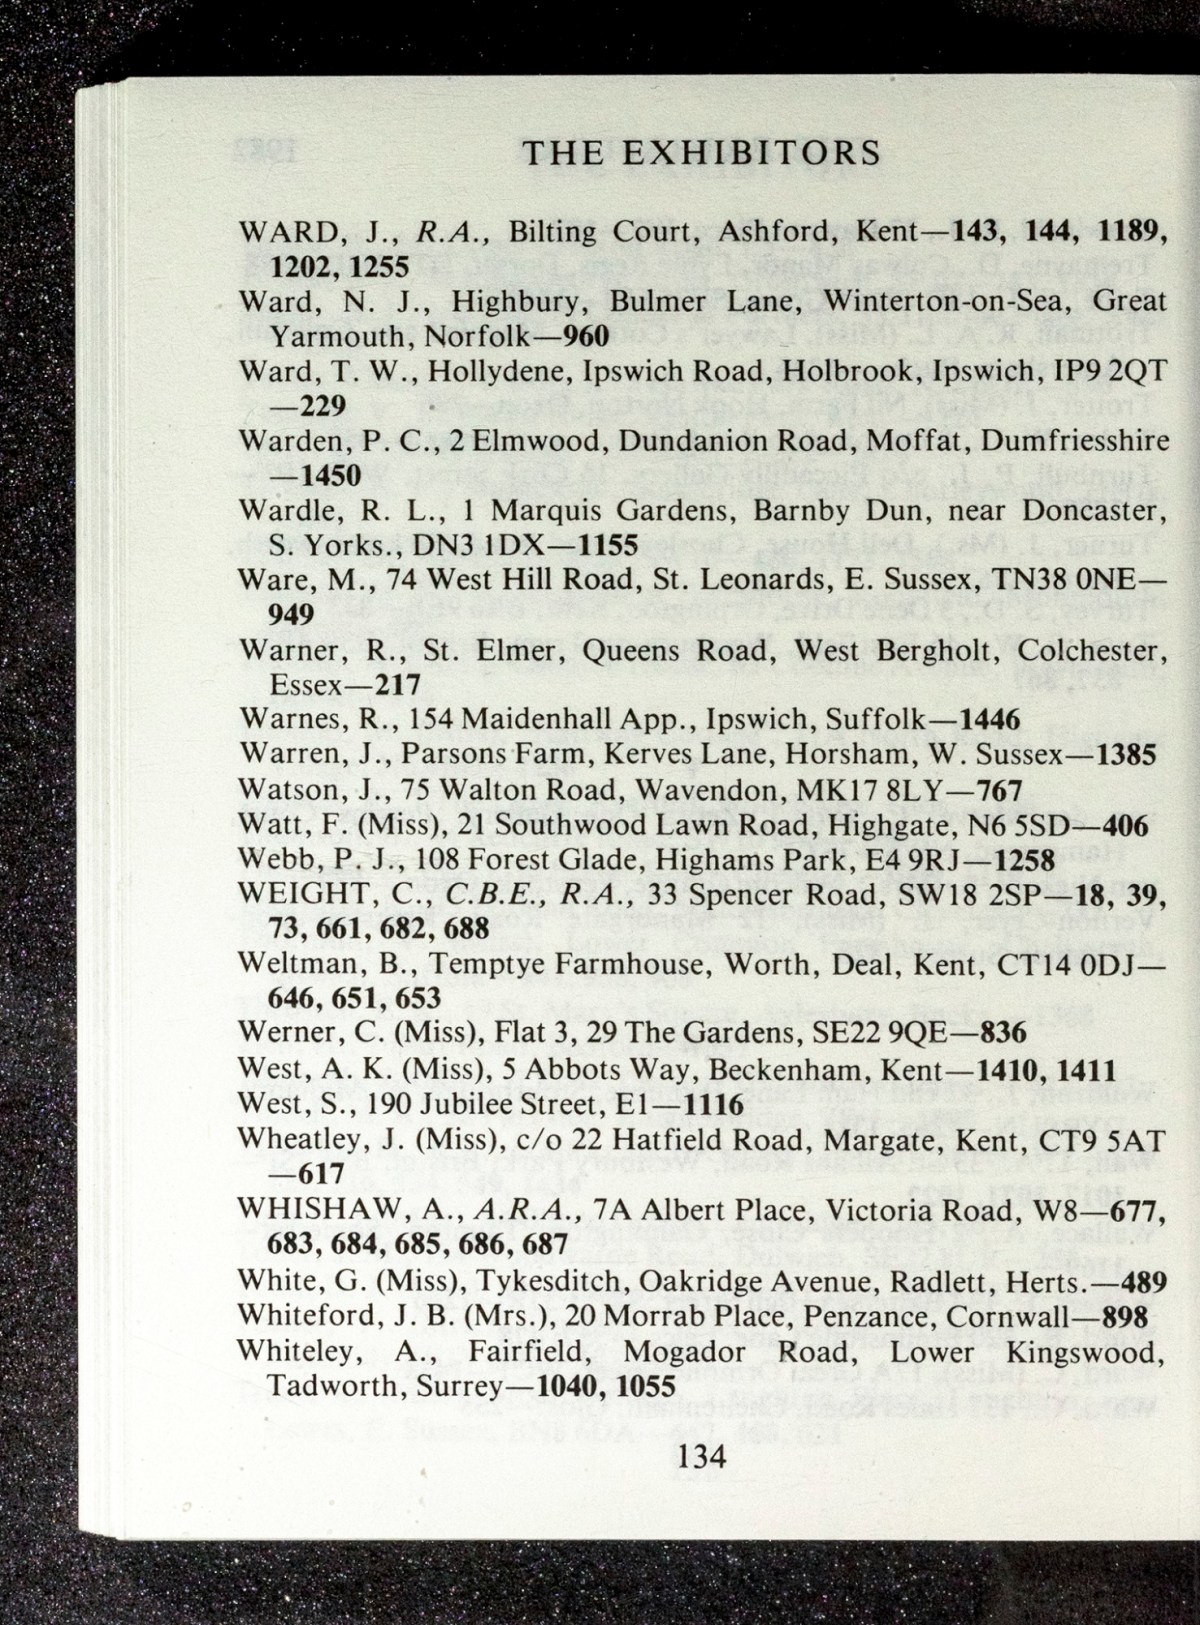 THE EXHIBITORS
WARD, J., R.A., Bilting Court, Ashford, Kent—143, 144, 1189,
1202, 1255
Ward, N. J., Highbury, Bulmer Lane, Winterton-on-Sea, Great
Yarmouth, Norfolk—960
Ward, T. W., Hollydene, Ipswich Road, Holbrook, Ipswich, IP9 2QT
—229
Warden, P. C., 2 Elmwood, Dundanion Road, Moffat, Dumfriesshire
—1450
Wardle, R. L., 1 Marquis Gardens, Barnby Dun, near Doncaster,
S. Yorks., DN3 1DX—1155
Ware, M., 74 West Hill Road, St. Leonards, E. Sussex, TN38 0NE—
949
Warner, R., St. Elmer, Queens Road, West Bergholt, Colchester,
Essex—217
Warnes, R., 154 Maidenhall App., Ipswich, Suffolk—1446
Warren, J., Parsons Farm, Kerves Lane, Horsham, W. Sussex—1385
Watson, J., 75 Walton Road, Wavendon, MK17 8LY—767
Watt, F. (Miss), 21 Southwood Lawn Road, Highgate, N6 5SD—406
Webb, P. J., 108 Forest Glade, Highams Park, E4 9RJ—1258
WEIGHT, C., C.B.E., R.A., 33 Spencer Road, SW18 2SP—18, 39,
73, 661, 682, 688
Weltman, B., Temptye Farmhouse, Worth, Deal, Kent, CT14 0DJ—
646, 651, 653
Werner, C. (Miss), Flat 3, 29 The Gardens, SE22 9QE—836
West, A. K. (Miss), 5 Abbots Way, Beckenham, Kent—1410, 1411
West, S., 190 Jubilee Street, E1—1116
Wheatley, J. (Miss), c/o 22 Hatfield Road, Margate, Kent, CT9 5AT
—617
WHISHAW, A., A.R.A., 7A Albert Place, Victoria Road, W8—677,
683, 684, 685, 686, 687
White, G. (Miss), Tykesditch, Oakridge Avenue, Radlett, Herts.—489
Whiteford, J. B. (Mrs.), 20 Morrab Place, Penzance, Cornwall—898
Whiteley, A., Fairfield, Mogador Road, Lower Kingswood,
Tadworth, Surrey—1040, 1055
134